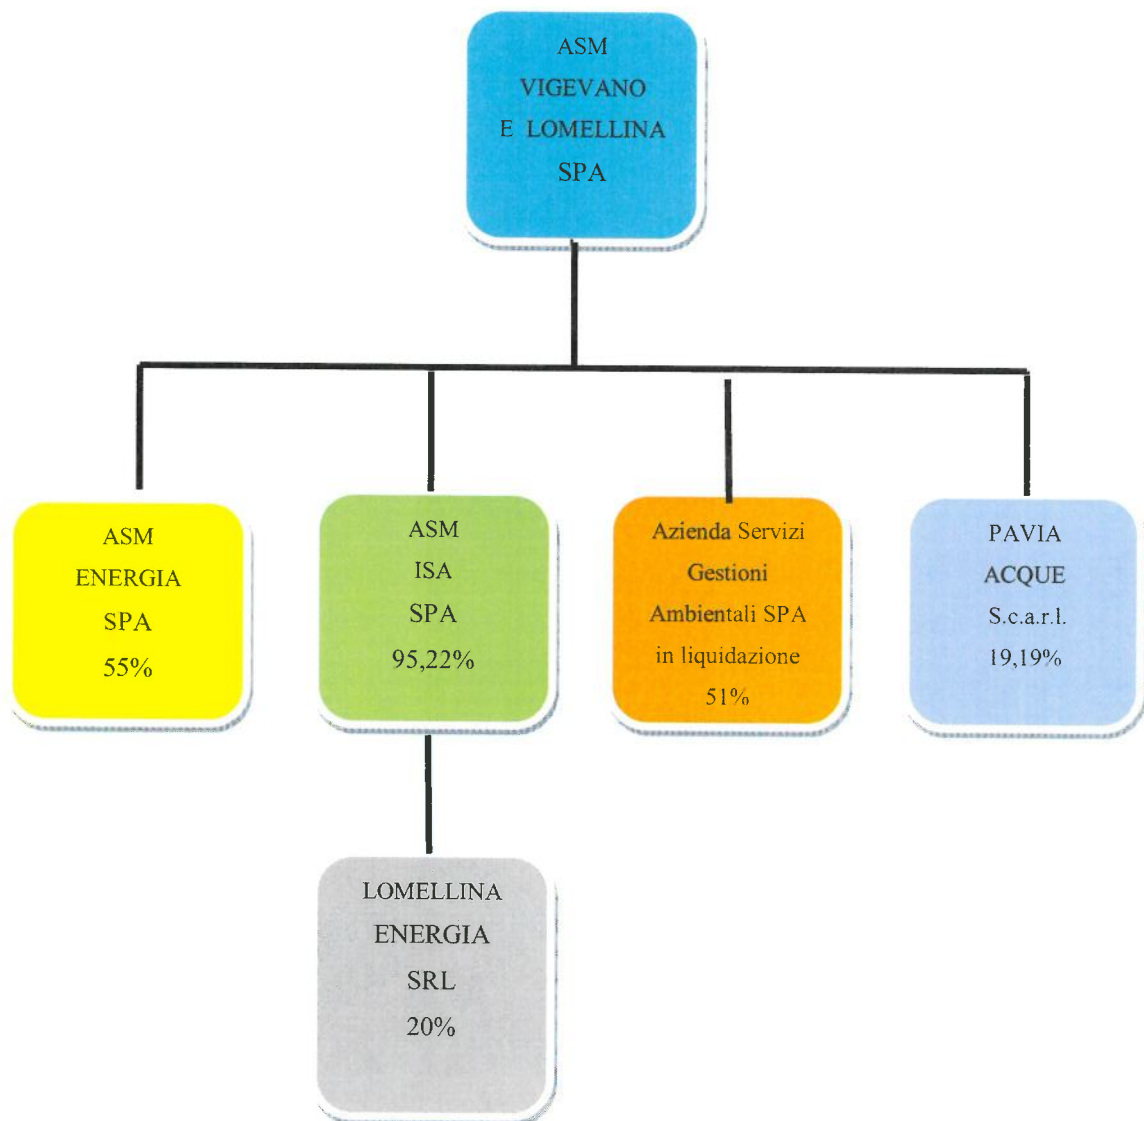 ASM
VIGEVANO
E LOMELLINA
SPA
ASM
ENERGIA
SPA
55%
ASM
ISA
SPA
95,22%
Azienda Servizi
Gestioni
Ambientali SPA
in liquidazione
51%
PAVIA
ACQUE
S.c.a.r.l.
19,19%
LOMELLINA
ENERGIA
SRL
20%